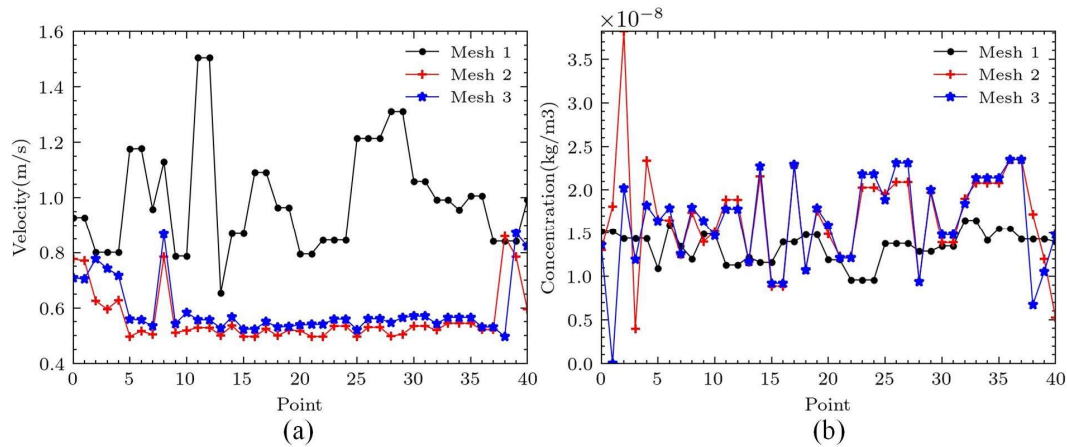 ×10−8
1.6
1.4
1.2
1.0
0.8
0.6
0.4
Velocity(m/s)
Mesh 1
Mesh 2
Mesh 3
0 5 10 15 20 25 30 35 40
Point
(a)
3.5
3.0
2.5
2.0
1.5
1.0
0.5
0.0
Concentration(kg/m3)
Mesh 1
Mesh 2
Mesh 3
0 5 10 15 20 25 30 35 40
Point
(b)